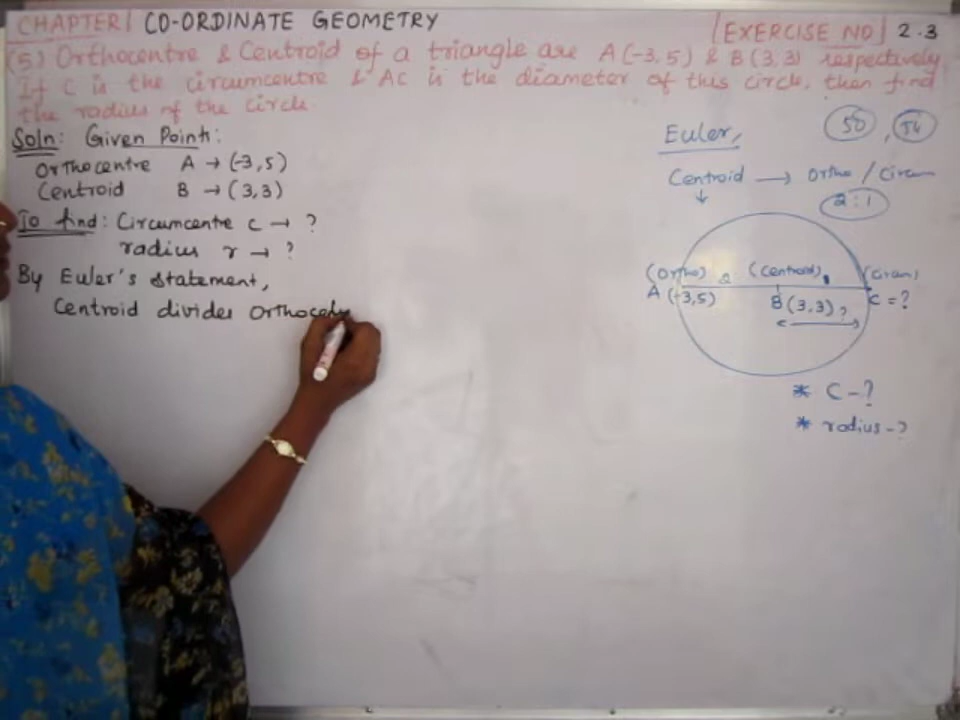 CHAPTER CO-ORDINATE GEOMETRY
EXERCISE NO 2.3
(5) Orthocentre & Centroid of a triangle are A(-3,5) & B(3,3) respectively
If C is the circumcentre & AC is the diameter of this circle, then find
the radius of the circle
Soln: Given Points:
Orthocentre A → (-3,5)
Centroid B → (3,3)
To find: Circumcentre c → ?
radius r → ?
By Euler's statement,
Centroid divides
Euler,
Centroid → Ortho / Circum
2:1
(Ortho) 2 (Centroid) (Circum)
A (-3,5) B (3,3) ? C = ?
* C - ?
* radius - ?